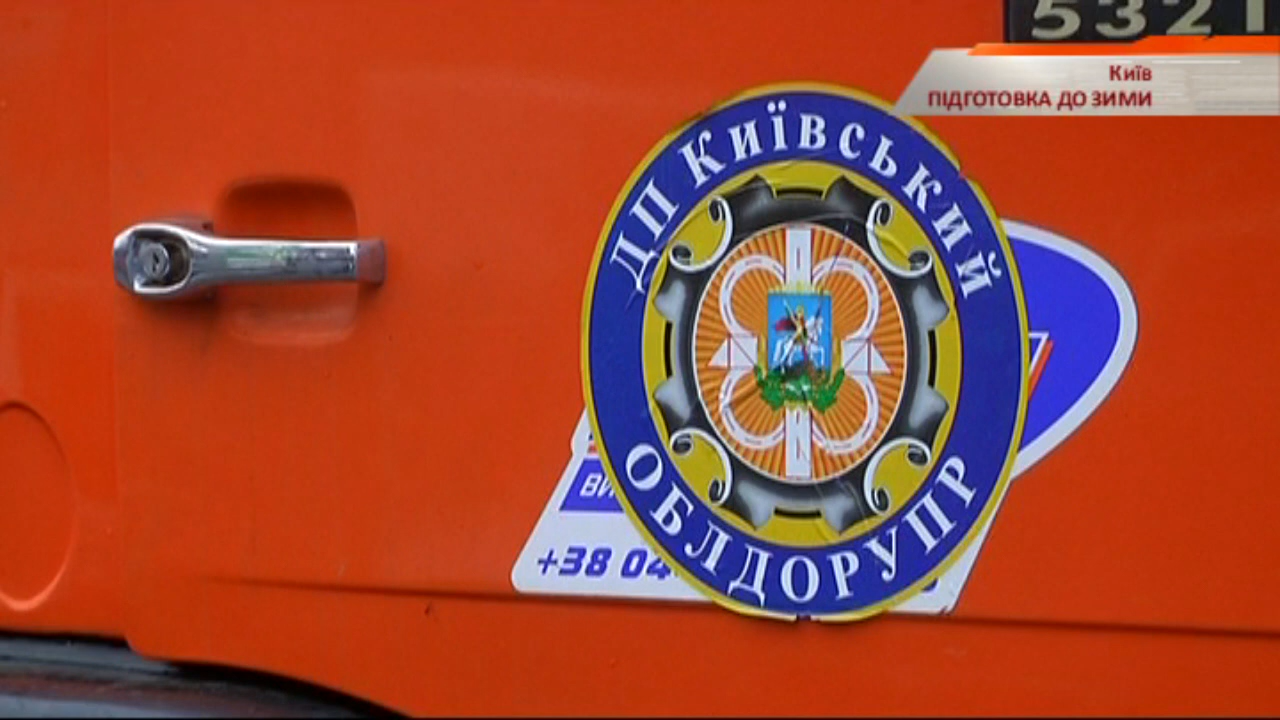 5321
Київ
ПІДГОТОВКА ДО ЗИМИ
ДП КИЇВСЬКИЙ
ОБЛДОРУПР
+38 04